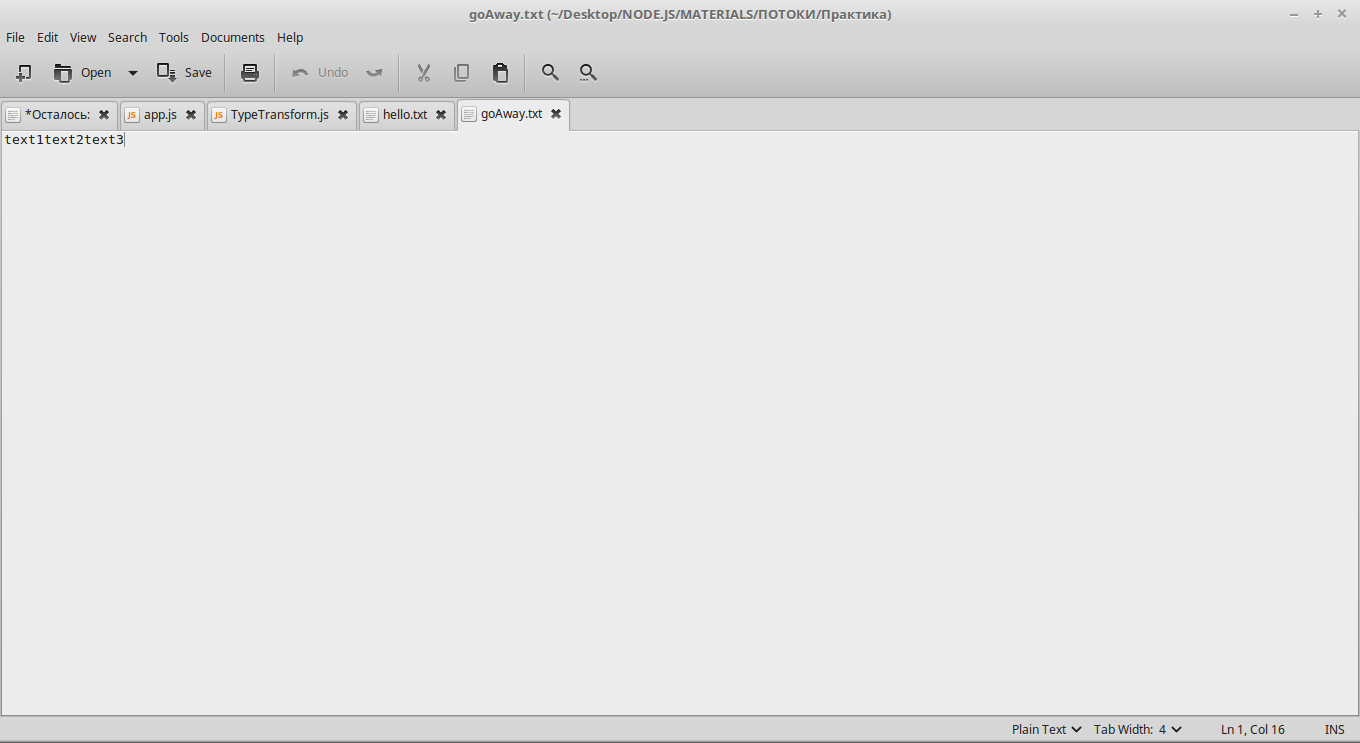 goAway.txt (~/Desktop/NODE.JS/MATERIALS/ПОТОКИ/Практика)
File Edit View Search Tools Documents Help
Open Save Undo
*Осталось: app.js TypeTransform.js hello.txt goAway.txt
text1text2text3
Plain Text Tab Width: 4 Ln 1, Col 16 INS